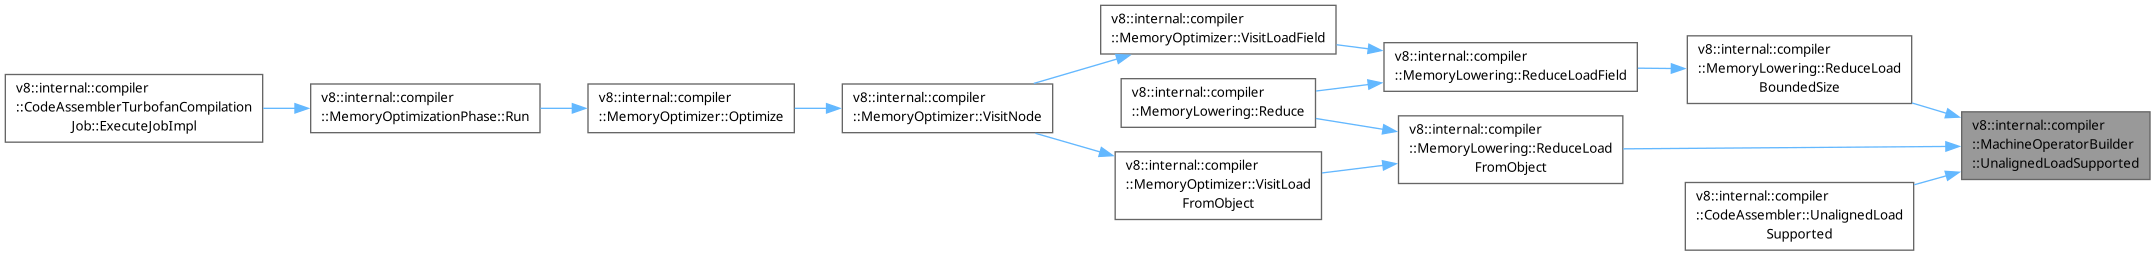 v8::internal::compiler
::CodeAssemblerTurbofanCompilation
Job::ExecuteJobImpl
v8::internal::compiler
::MemoryOptimizationPhase::Run
v8::internal::compiler
::MemoryOptimizer::Optimize
v8::internal::compiler
::MemoryOptimizer::VisitNode
v8::internal::compiler
::MemoryOptimizer::VisitLoadField
v8::internal::compiler
::MemoryLowering::Reduce
v8::internal::compiler
::MemoryOptimizer::VisitLoad
FromObject
v8::internal::compiler
::MemoryLowering::ReduceLoadField
v8::internal::compiler
::MemoryLowering::ReduceLoad
FromObject
v8::internal::compiler
::MemoryLowering::ReduceLoad
BoundedSize
v8::internal::compiler
::CodeAssembler::UnalignedLoad
Supported
v8::internal::compiler
::MachineOperatorBuilder
::UnalignedLoadSupported